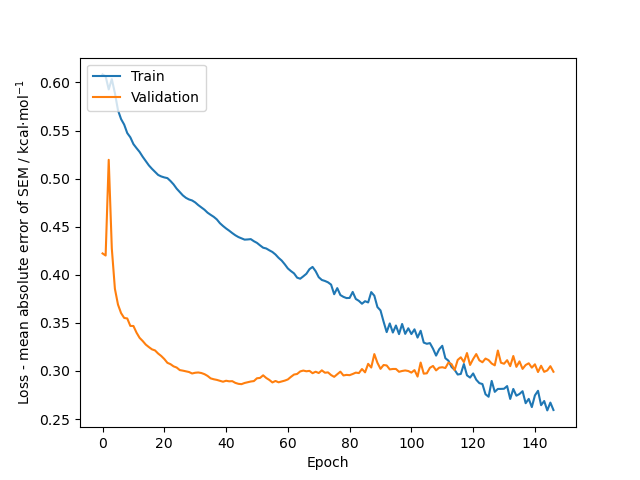 Train
Validation
0.60
0.55
0.50
0.45
0.40
0.35
0.30
0.25
Loss - mean absolute error of SEM / kcal·mol⁻¹
0 20 40 60 80 100 120 140
Epoch